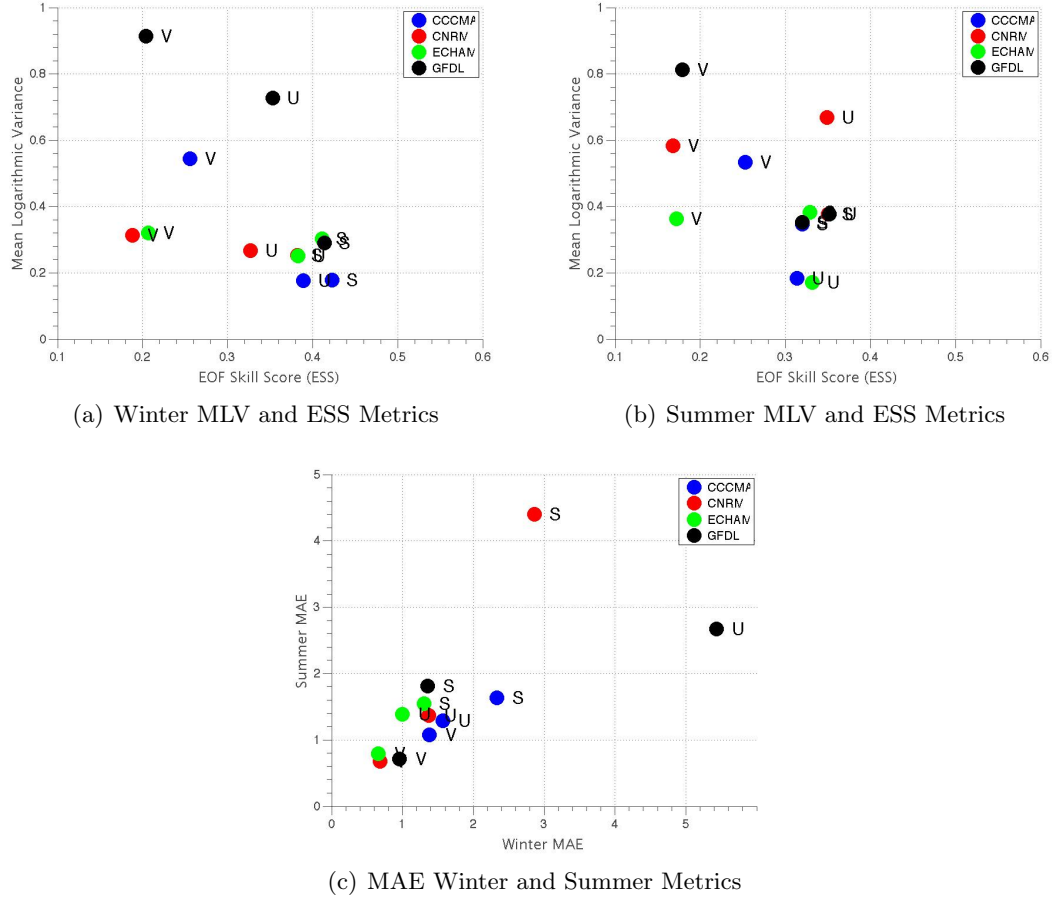 1
0.8
0.6
0.4
0.2
0
Mean Logarithmic Variance
CCCMA
CNRM
ECHAM
GFDL
V
U
V
V
V
U
S
S
S
U
U
S
0.1 0.2 0.3 0.4 0.5 0.6
EOF Skill Score (ESS)
(a) Winter MLV and ESS Metrics
1
0.8
0.6
0.4
0.2
0
Mean Logarithmic Variance
CCCMA
CNRM
ECHAM
GFDL
V
U
V
V
V
S
U
S
U
U
0.1 0.2 0.3 0.4 0.5 0.6
EOF Skill Score (ESS)
(b) Summer MLV and ESS Metrics
5
4
3
2
1
0
Summer MAE
CCCMA
CNRM
ECHAM
GFDL
S
U
S
S
S
U
U
U
V
V
V
0 1 2 3 4 5
Winter MAE
(c) MAE Winter and Summer Metrics